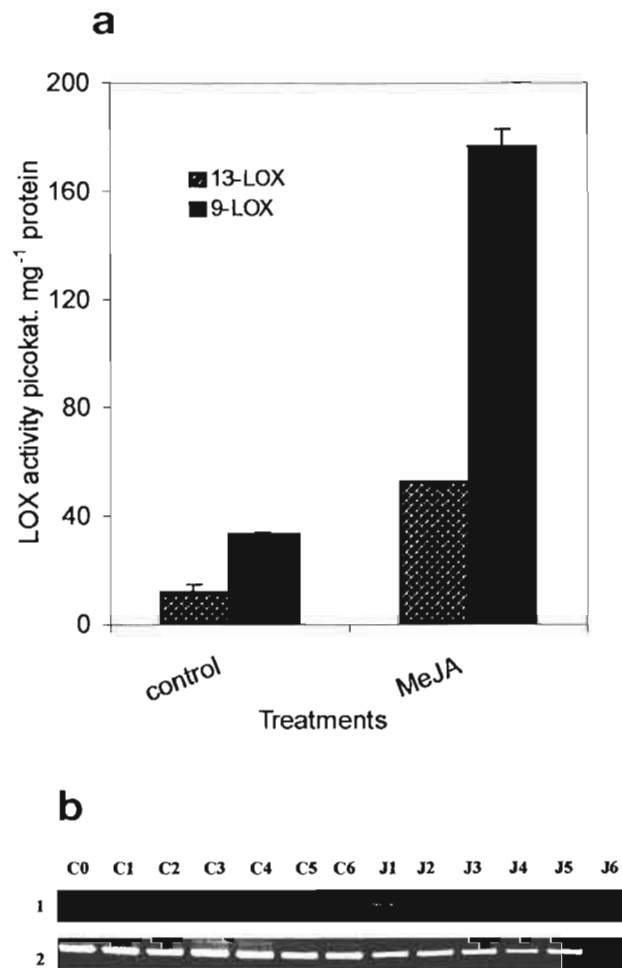 a
200
160
120
80
40
0
LOX activity picokat. mg⁻¹ protein
13-LOX
9-LOX
control MeJA
Treatments
b
C0 C1 C2 C3 C4 C5 C6 J1 J2 J3 J4 J5 J6
1
2